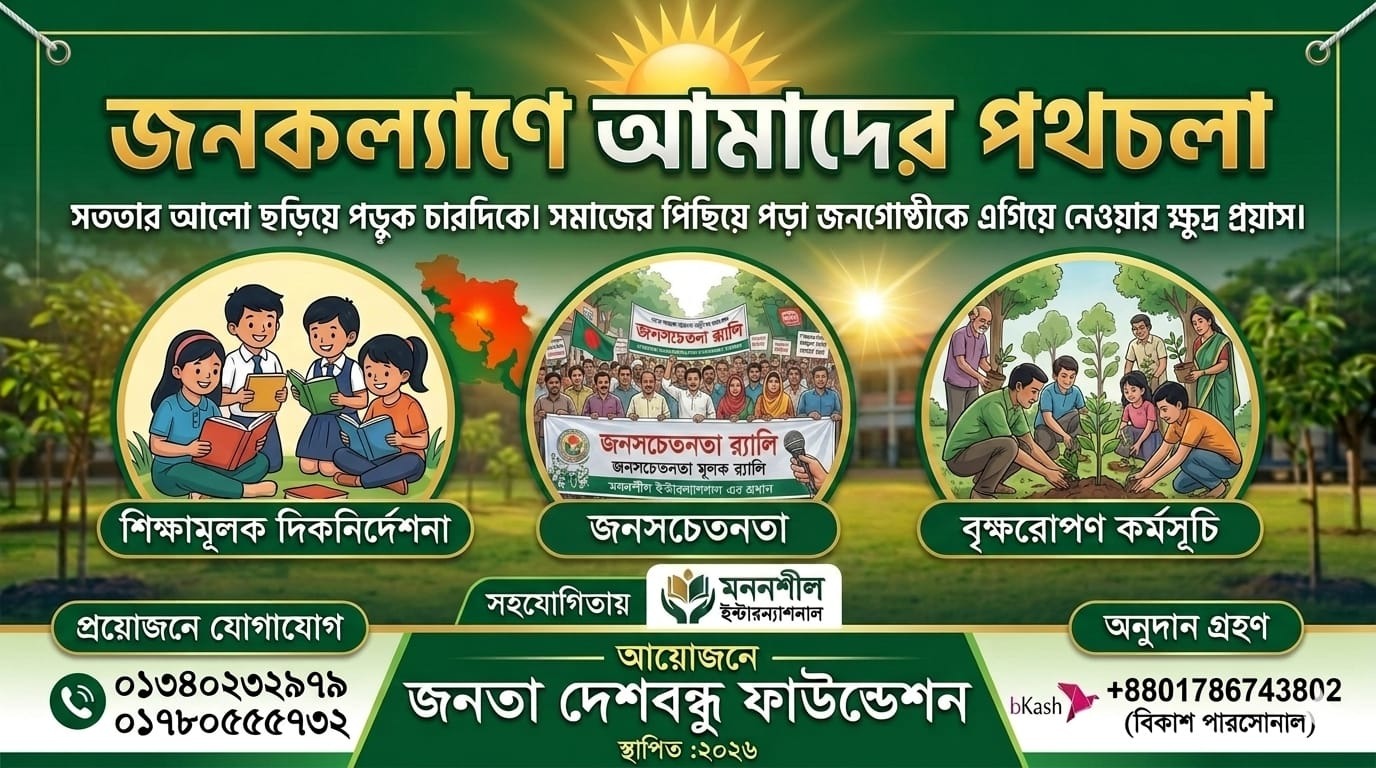 জনকল্যাণে আমাদের পথচলা
সততার আলো ছড়িয়ে পড়ুক চারদিকে। সমাজের পিছিয়ে পড়া জনগোষ্ঠীকে এগিয়ে নেওয়ার ক্ষুদ্র প্রয়াস।
জনসচেতনতা র‍্যালি
জনসচেতনতা মূলক র‍্যালি
শিক্ষামূলক দিকনির্দেশনা
জনসচেতনতা
বৃক্ষরোপণ কর্মসূচি
সহযোগিতায়
মননশীল
ইন্টারন্যাশনাল
প্রয়োজনে যোগাযোগ
০১৩৪০২৩২৯৭৯
০১৭৮০৫৫৫৭৩২
আয়োজনে
জনতা দেশবন্ধু ফাউন্ডেশন
স্থাপিত :২০২৬
অনুদান গ্রহণ
bKash
+8801786743802
(বিকাশ পারসোনাল)